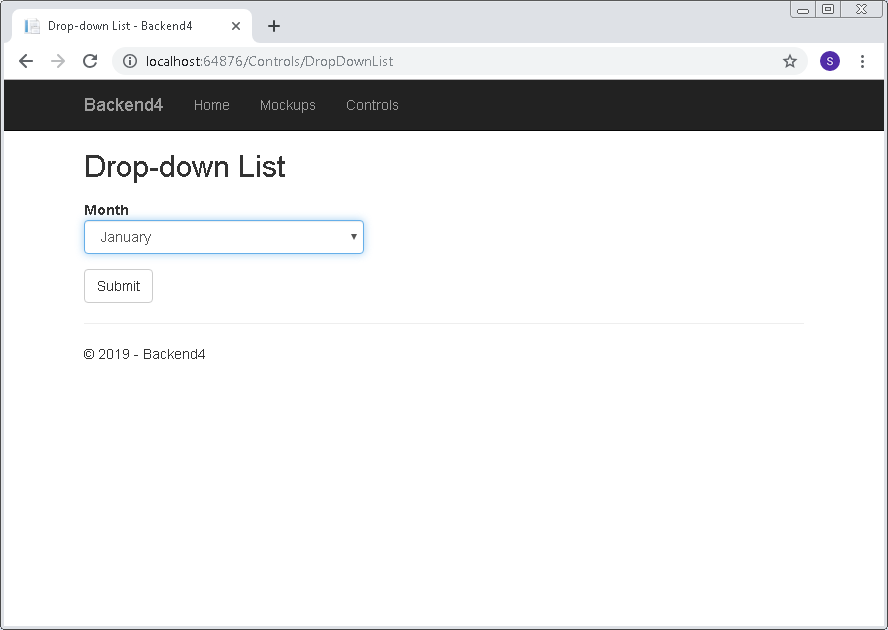 Drop-down List - Backend4
localhost:64876/Controls/DropDownList
S
Backend4 Home Mockups Controls
Drop-down List
Month
January
Submit
© 2019 - Backend4